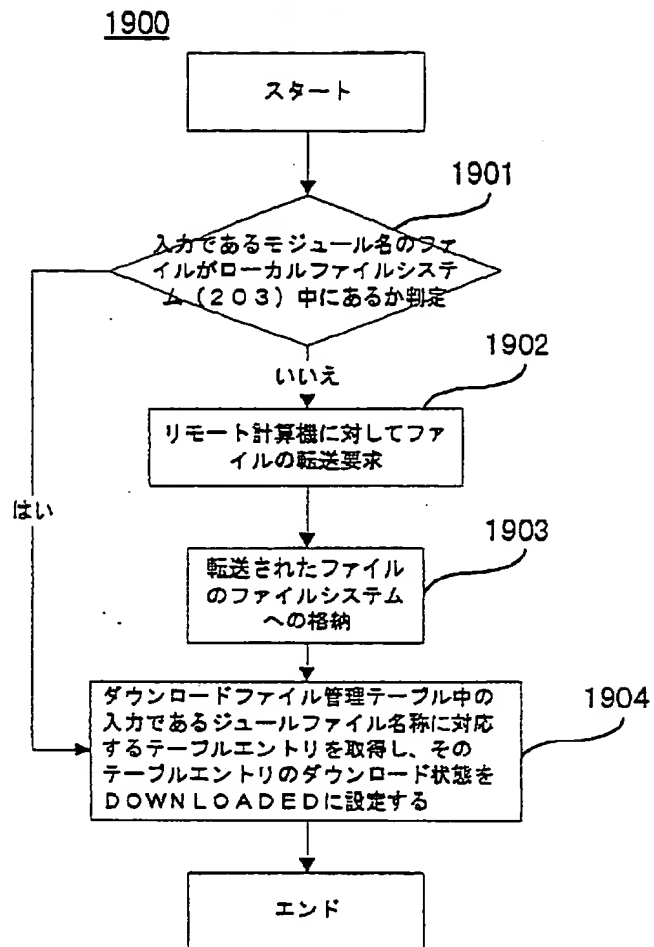 1900
スタート
1901
入力であるモジュール名のファ
イルがローカルファイルシステ
ム（２０３）中にあるか判定
1902
いいえ
リモート計算機に対してファ
イルの転送要求
はい
1903
転送されたファイル
のファイルシステム
への格納
1904
ダウンロードファイル管理テーブル中の
入力であるジュールファイル名称に対応
するテーブルエントリを取得し、その
テーブルエントリのダウンロード状態を
ＤＯＷＮＬＯＡＤＥＤに設定する
エンド